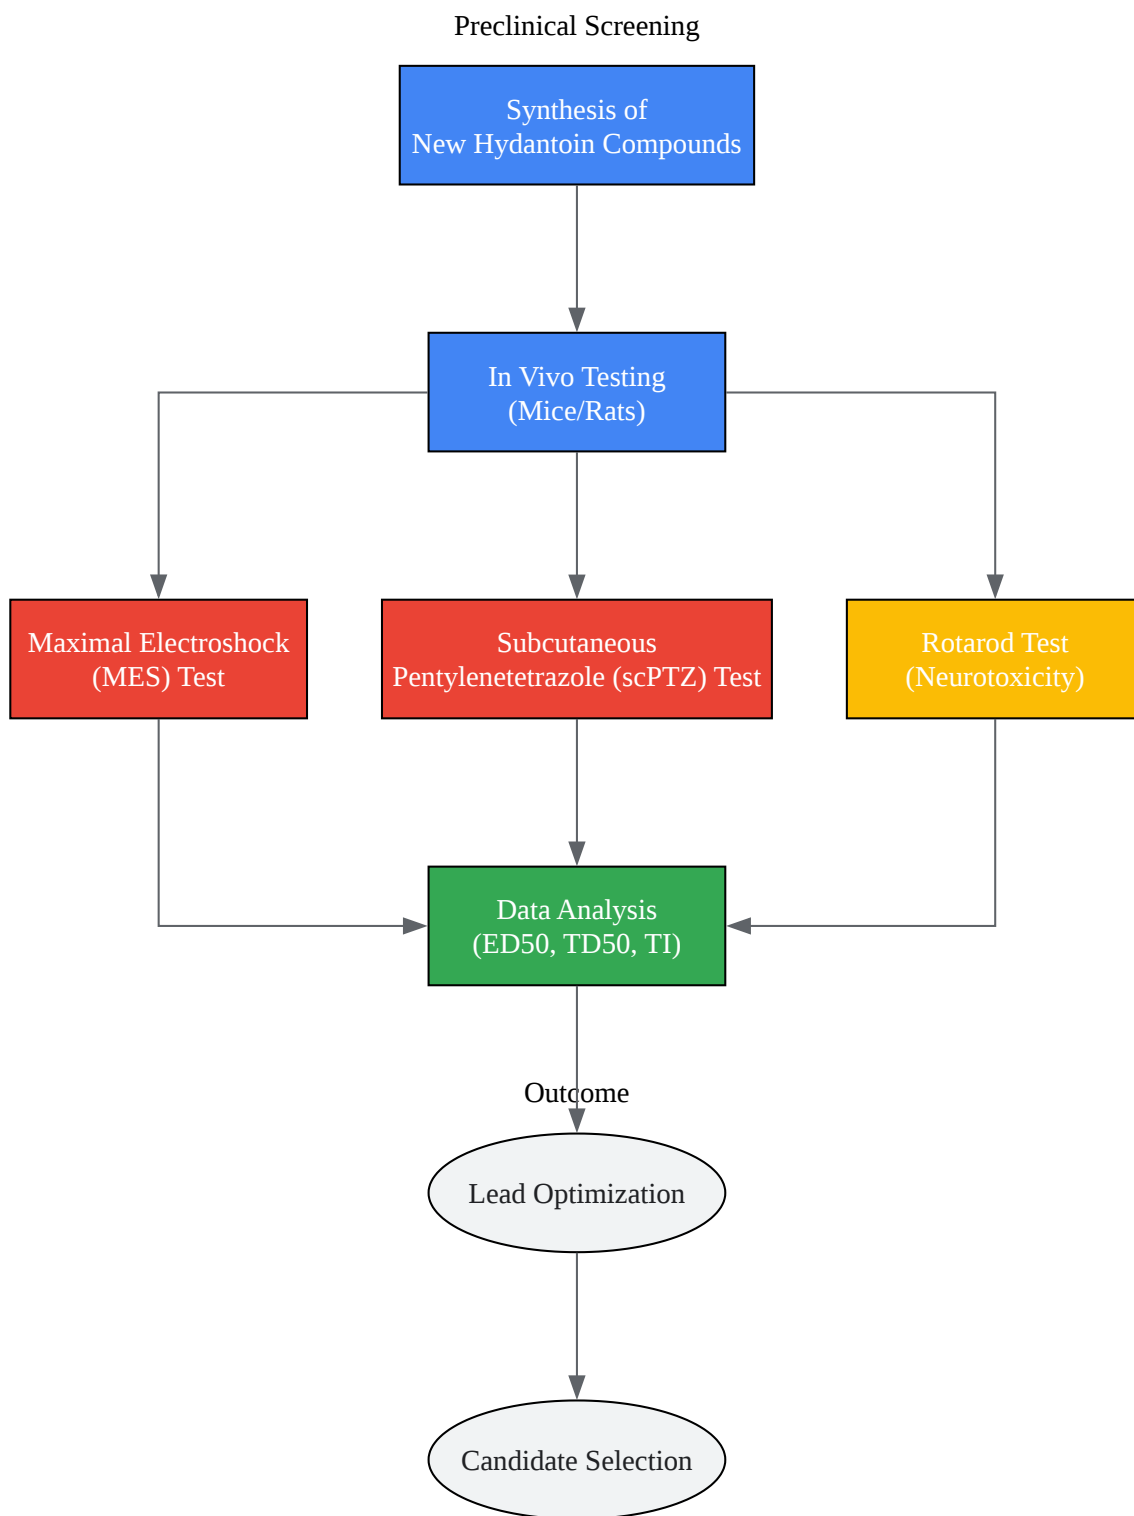 Preclinical Screening
Synthesis of
New Hydantoin Compounds
In Vivo Testing
(Mice/Rats)
Maximal Electroshock
(MES) Test
Subcutaneous
Pentylenetetrazole (scPTZ) Test
Rotarod Test
(Neurotoxicity)
Data Analysis
(ED50, TD50, TI)
Outcome
Lead Optimization
Candidate Selection